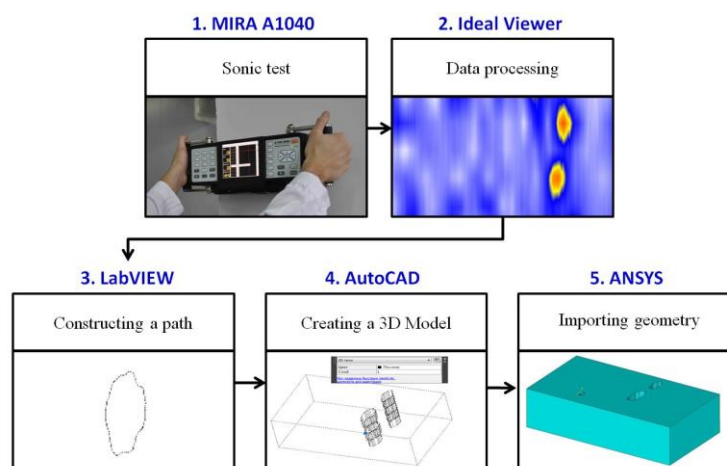 1. MIRA A1040
2. Ideal Viewer
Sonic test
Data processing
3. LabVIEW
4. AutoCAD
5. ANSYS
Constructing a path
Creating a 3D Model
Importing geometry